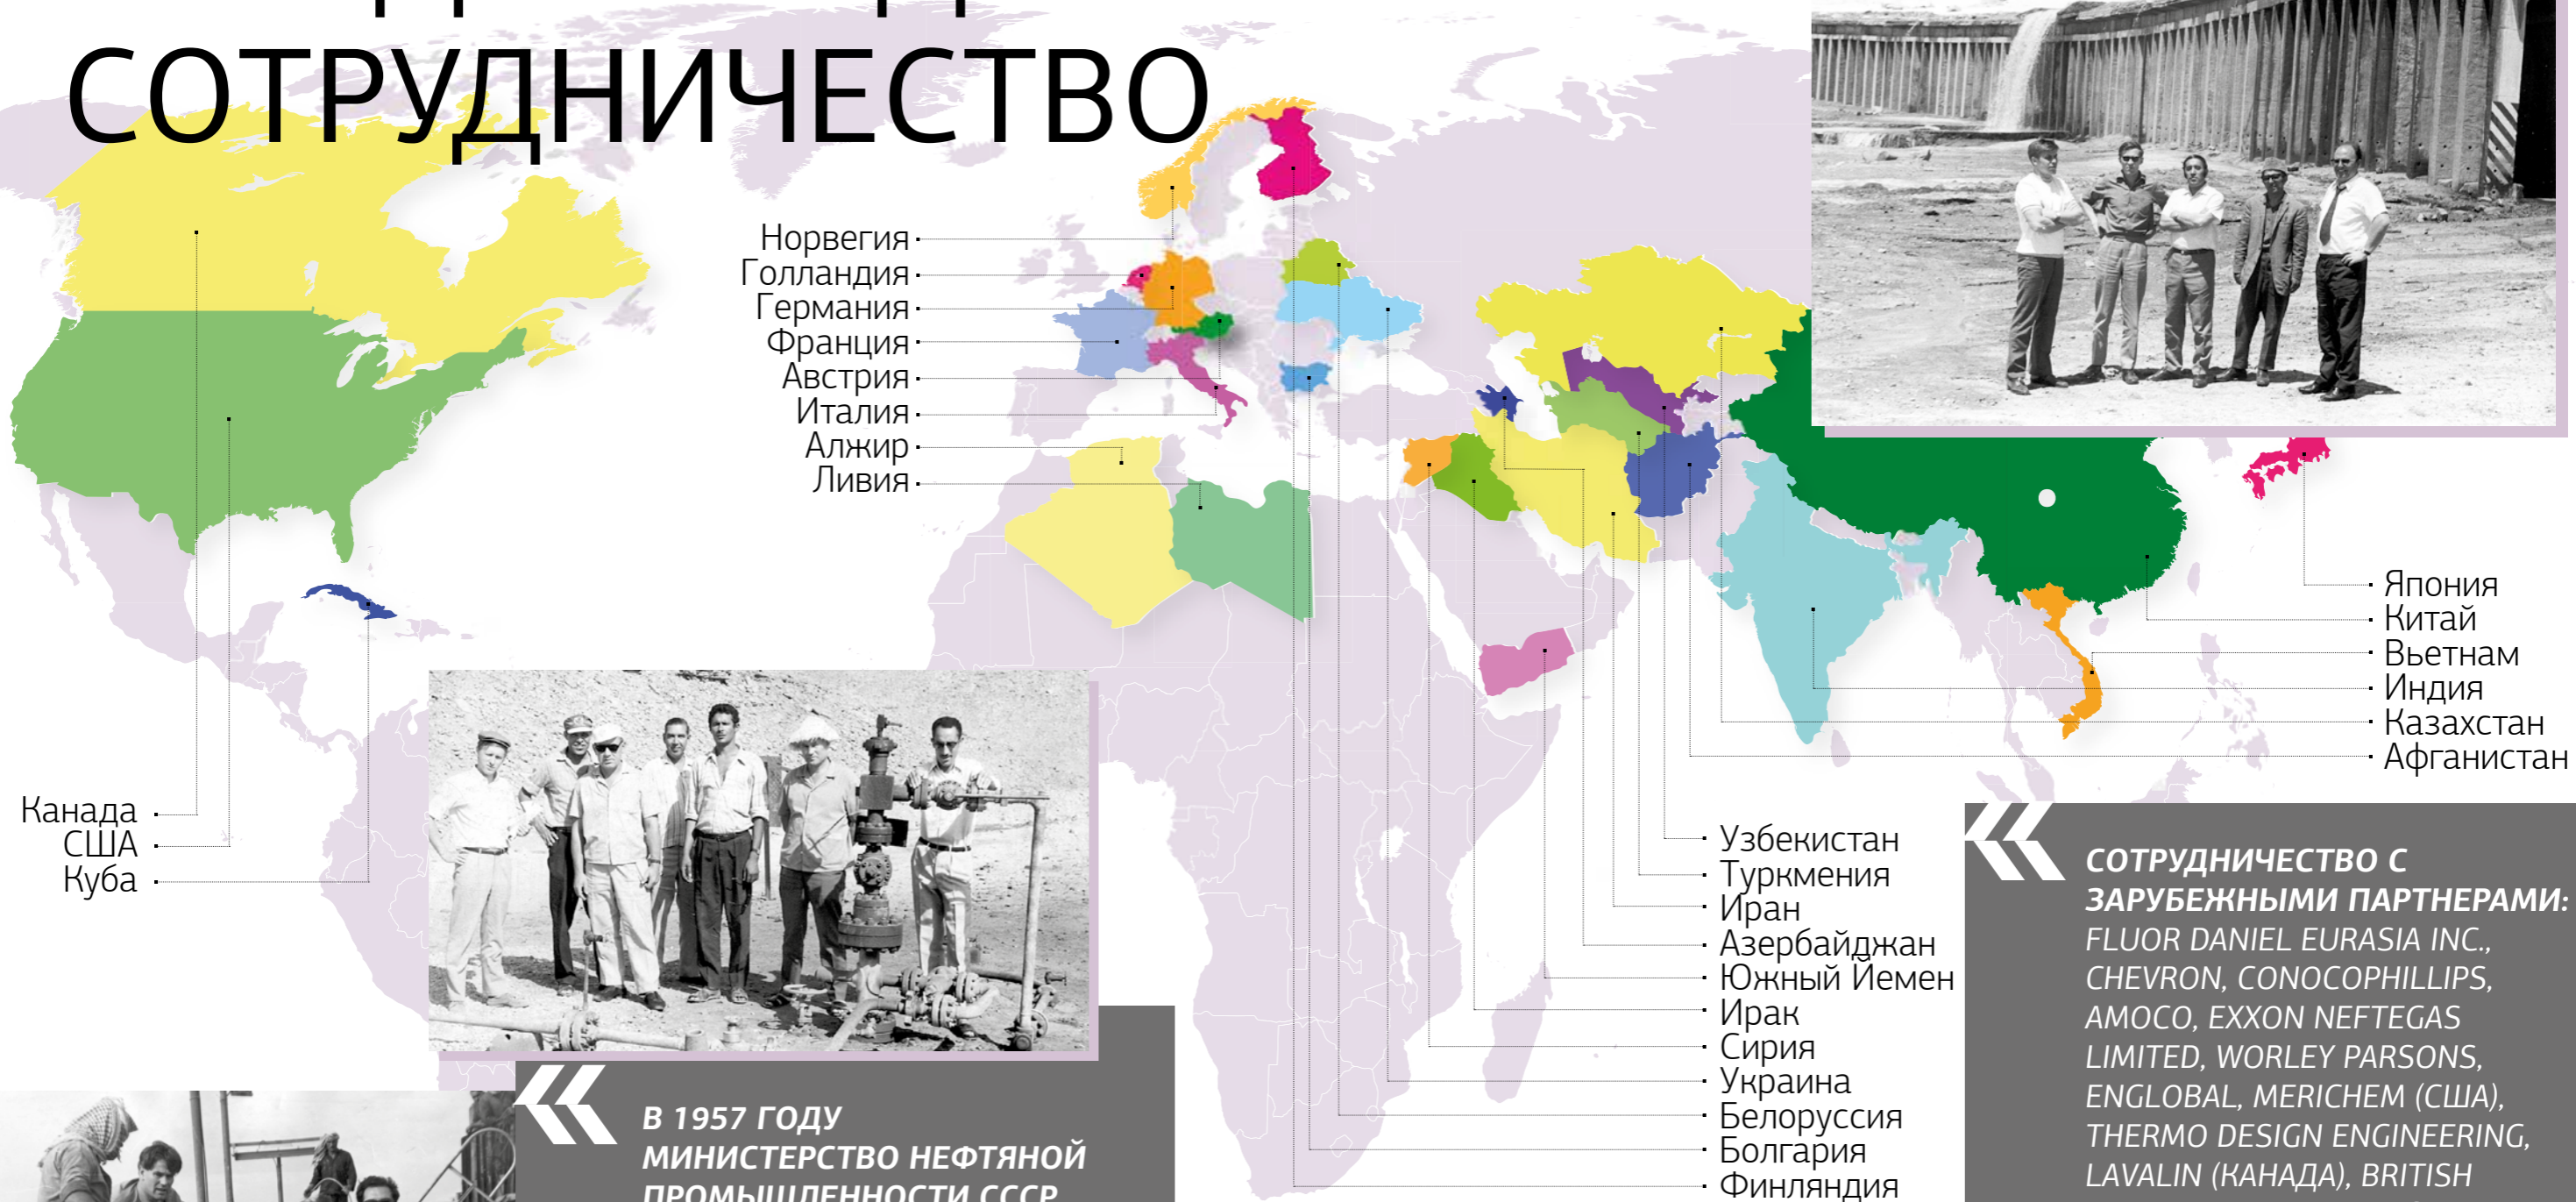 СОТРУДНИЧЕСТВО
Норвегия
Голландия
Германия
Франция
Австрия
Италия
Алжир
Ливия
Канада
США
Куба
Япония
Китай
Вьетнам
Индия
Казахстан
Афганистан
Узбекистан
Туркмения
Иран
Азербайджан
Южный Йемен
Ирак
Сирия
Украина
Белоруссия
Болгария
Финляндия
СОТРУДНИЧЕСТВО С
ЗАРУБЕЖНЫМИ ПАРТНЕРАМИ:
FLUOR DANIEL EURASIA INC.,
CHEVRON, CONOCOPHILLIPS,
AMOCO, EXXON NEFTEGAS
LIMITED, WORLEY PARSONS,
ENGLOBAL, MERICHEM (США),
THERMO DESIGN ENGINEERING,
LAVALIN (КАНАДА), BRITISH
В 1957 ГОДУ
МИНИСТЕРСТВО НЕФТЯНОЙ
ПРОМЫШЛЕННОСТИ СССР